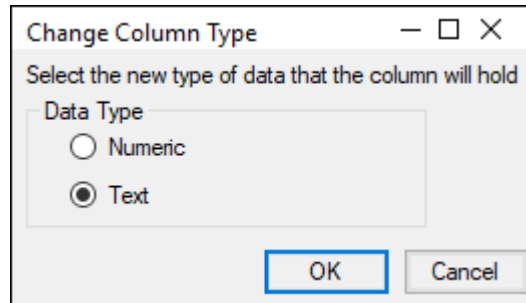 Change Column Type
Select the new type of data that the column will hold
Data Type
Numeric
Text
OK
Cancel